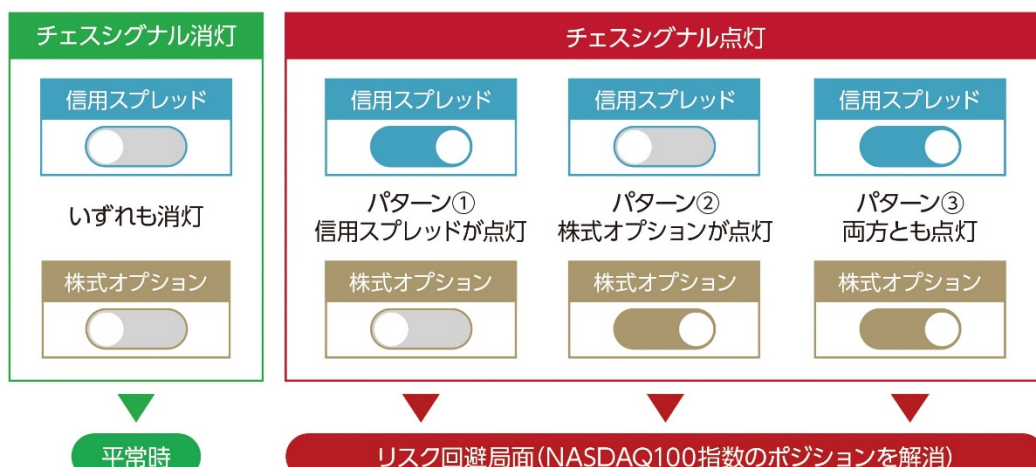 チェスシグナル消灯
信用スプレッド
いずれも消灯
株式オプション
平常時
チェスシグナル点灯
信用スプレッド
パターン①
信用スプレッドが点灯
株式オプション
信用スプレッド
パターン②
株式オプションが点灯
株式オプション
信用スプレッド
パターン③
両方とも点灯
株式オプション
リスク回避局面(NASDAQ100指数のポジションを解消)